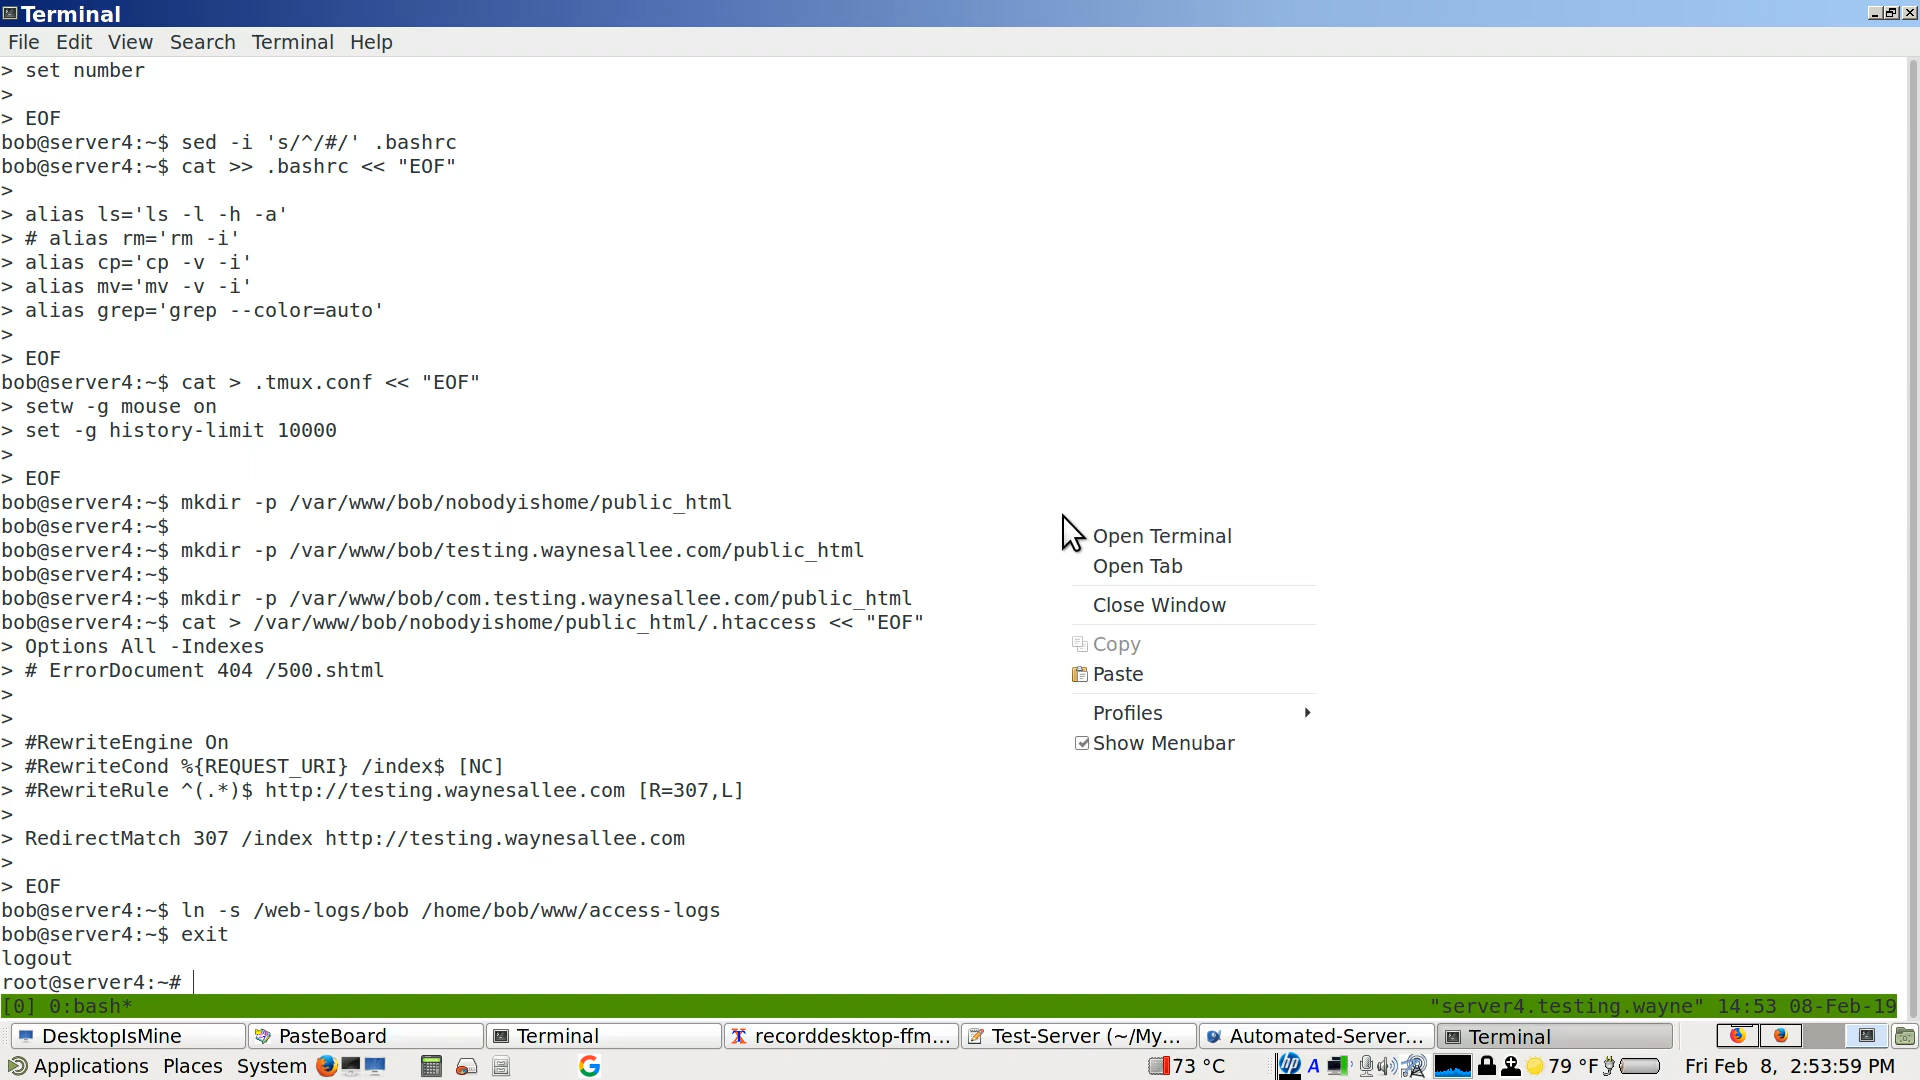 Terminal
File Edit View Search Terminal Help
> set number
>
> EOF
bob@server4:~$ sed -i 's/^/#/' .bashrc
bob@server4:~$ cat >> .bashrc << "EOF"
>
> alias ls='ls -l -h -a'
> # alias rm='rm -i'
> alias cp='cp -v -i'
> alias mv='mv -v -i'
> alias grep='grep --color=auto'
>
> EOF
bob@server4:~$ cat > .tmux.conf << "EOF"
> setw -g mouse on
> set -g history-limit 10000
>
> EOF
bob@server4:~$ mkdir -p /var/www/bob/nobodyishome/public_html
bob@server4:~$
bob@server4:~$ mkdir -p /var/www/bob/testing.waynesallee.com/public_html
bob@server4:~$
bob@server4:~$ mkdir -p /var/www/bob/com.testing.waynesallee.com/public_html
bob@server4:~$ cat > /var/www/bob/nobodyishome/public_html/.htaccess << "EOF"
> Options All -Indexes
> # ErrorDocument 404 /500.shtml
>
>
> #RewriteEngine On
> #RewriteCond %{REQUEST_URI} /index$ [NC]
> #RewriteRule ^(.*)$ http://testing.waynesallee.com [R=307,L]
>
> RedirectMatch 307 /index http://testing.waynesallee.com
>
> EOF
bob@server4:~$ ln -s /web-logs/bob /home/bob/www/access-logs
bob@server4:~$ exit
logout
root@server4:~#
Open Terminal
Open Tab
Close Window
Copy
Paste
Profiles
Show Menubar
[0] 0:bash* "server4.testing.wayne" 14:53 08-Feb-19
DesktopIsMine PasteBoard Terminal recorddesktop-ffm... Test-Server (~/My... Automated-Server... Terminal
Applications Places System G 73 °C hp A 79 °F Fri Feb 8, 2:53:59 PM